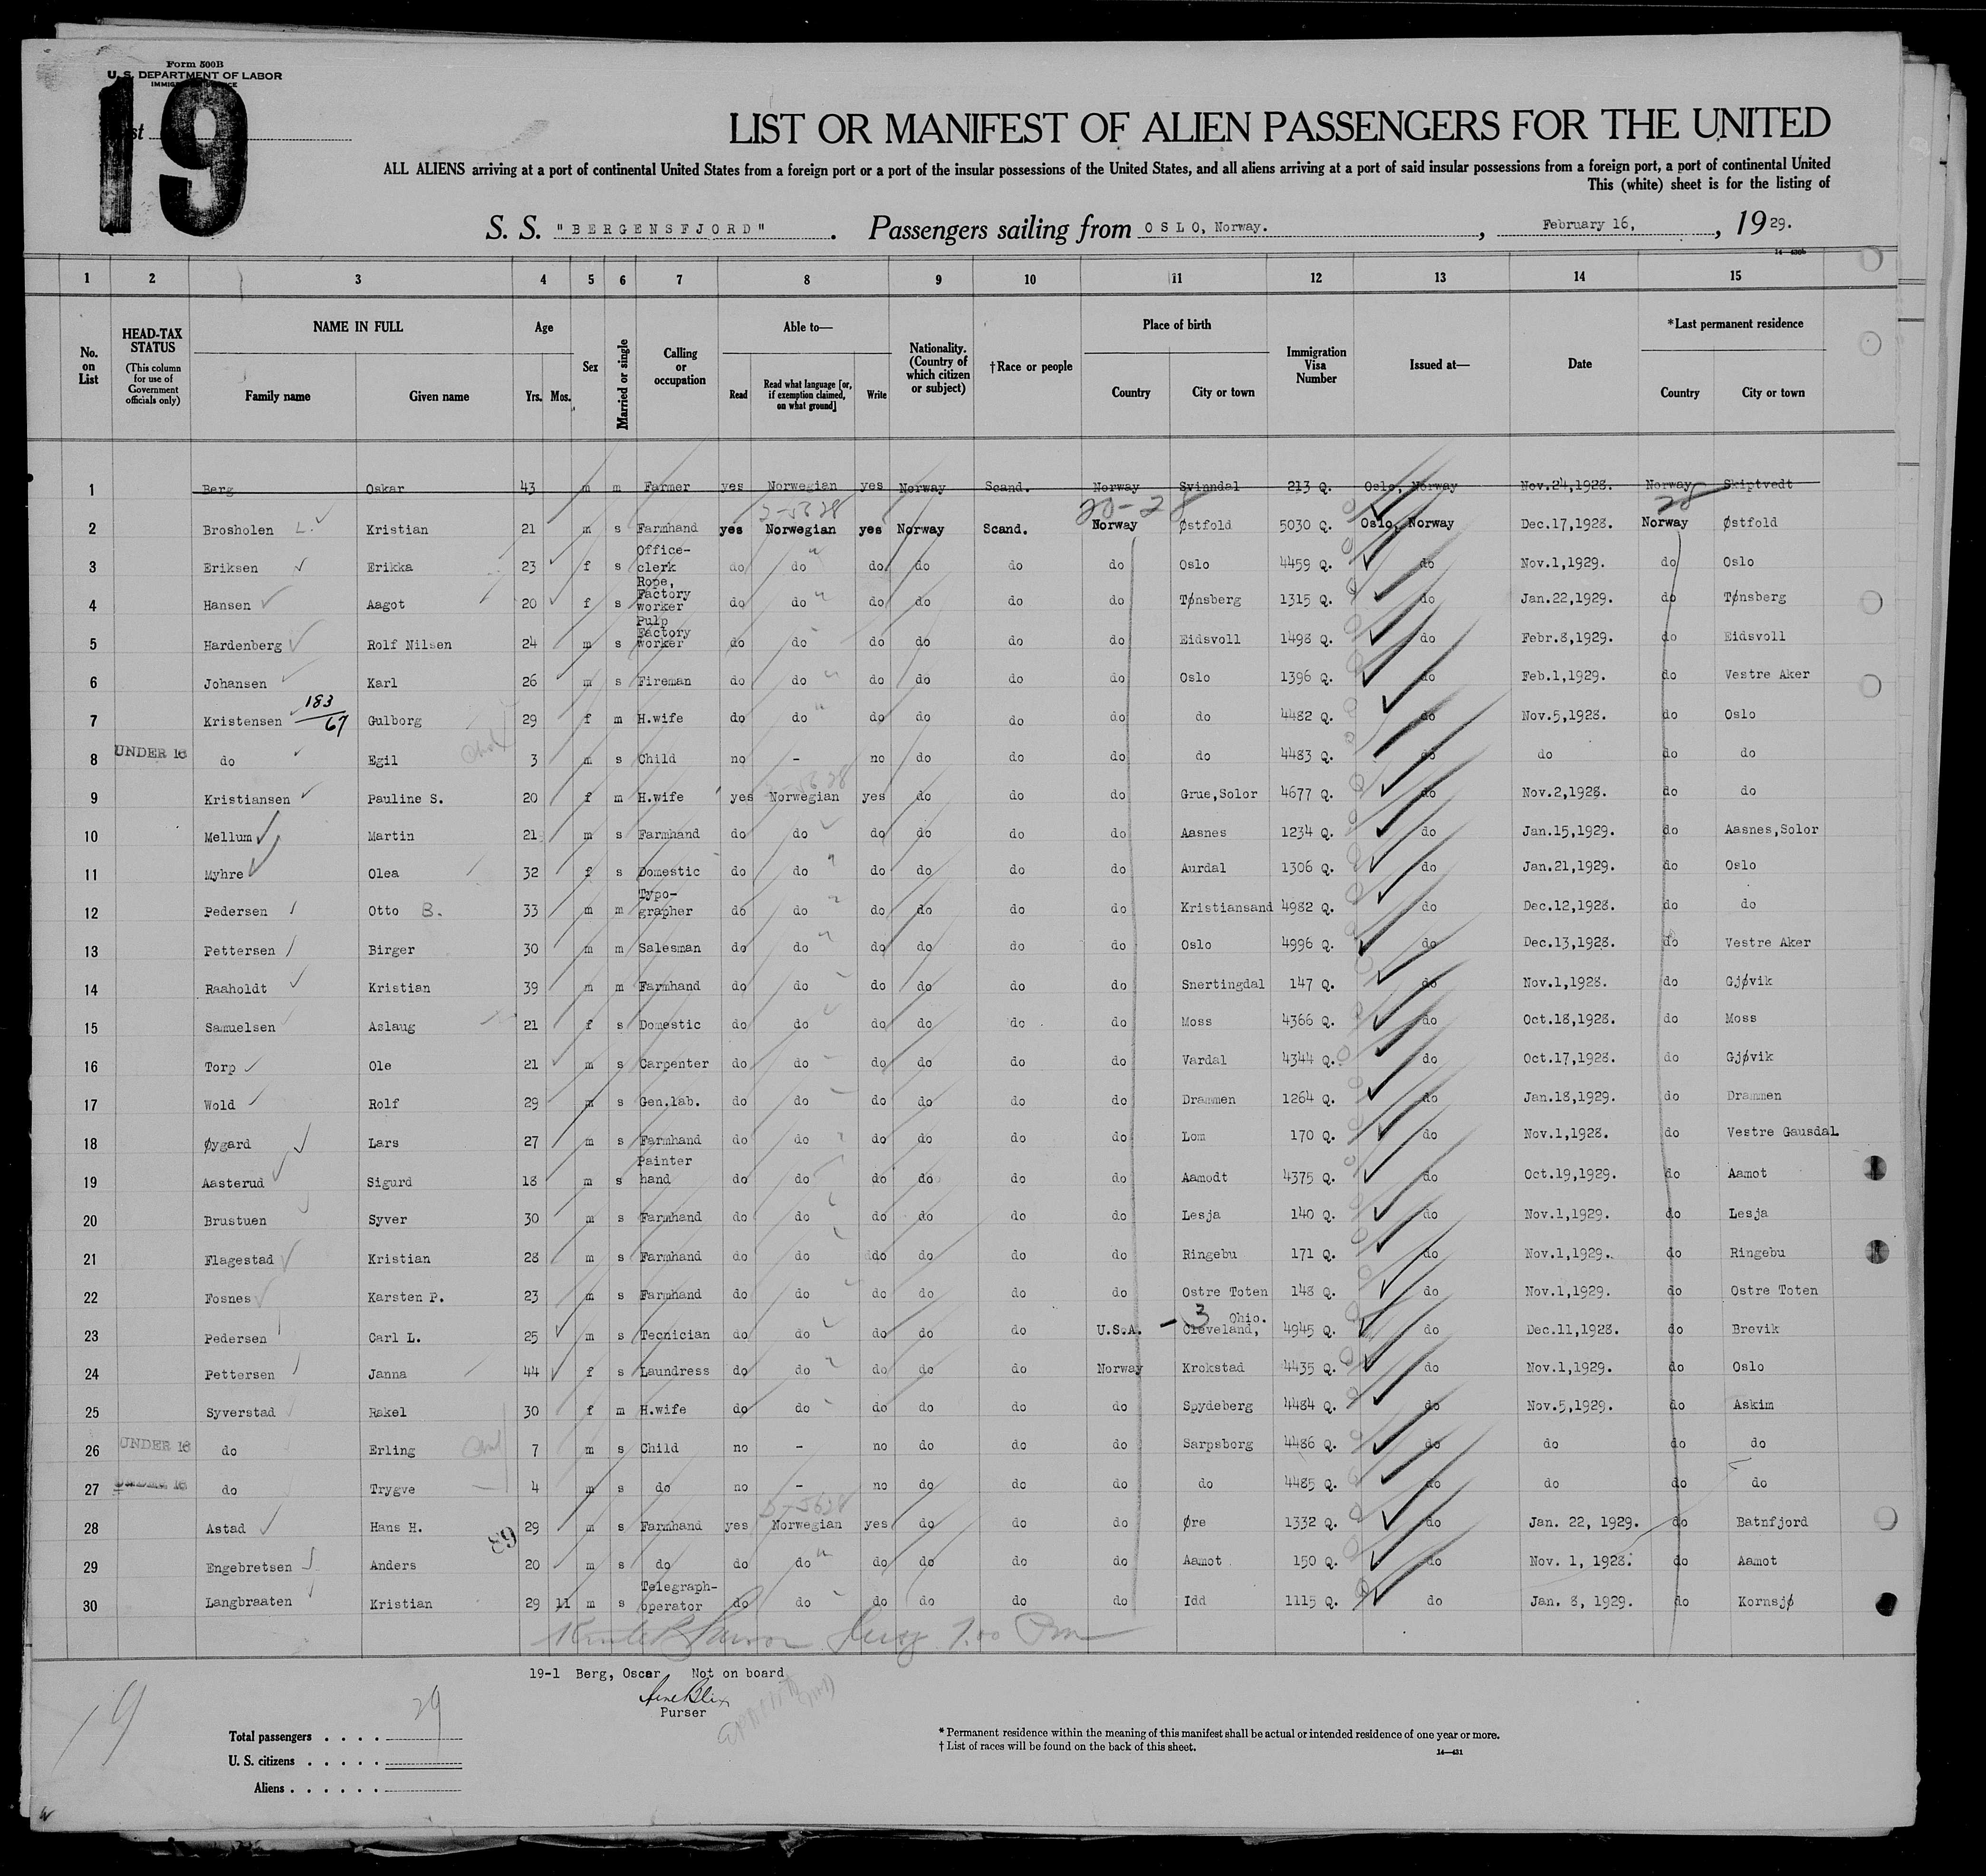 Form 500B
U. S. DEPARTMENT OF LABOR
19
LIST OR MANIFEST OF ALIEN PASSENGERS FOR THE UNITED
ALL ALIENS arriving at a port of continental United States from a foreign port or a port of the insular possessions of the United States, and all aliens arriving at a port of said insular possessions from a foreign port, a port of continental United
This (white) sheet is for the listing of
S. S. "BERGENSFJORD". Passengers sailing from OSLO, Norway. , February 16, , 1929.
1 2 3 4 5 6 7 8 9 10 11 12 13 14 15
No. on List
HEAD-TAX STATUS (This column for use of Government officials only)
NAME IN FULL Family name Given name
Age Yrs. Mos.
Sex
Married or single
Calling or occupation
Able to— Read Read what language [or, if exemption claimed, on what ground] Write
Nationality. (Country of which citizen or subject)
†Race or people
Place of birth Country City or town
Immigration Visa Number
Issued at—
Date
*Last permanent residence Country City or town
1 Berg Oskar 43 m m Farmer yes Norwegian yes Norway Scand. Norway Svinndal 213 Q. Oslo, Norway Nov.24,1928. Norway Skiptvedt
2 Brosholen L. Kristian 21 m s Farmhand yes Norwegian yes Norway Scand. Norway Østfold 5030 Q. Oslo, Norway Dec.17,1928. Norway Østfold
3 Eriksen Erikka 23 f s Office-clerk do do do do do do Oslo 4459 Q. do Nov.1,1929. do Oslo
4 Hansen Aagot 20 f s Rope, Factory worker do do do do do do Tønsberg 1315 Q. do Jan.22,1929. do Tønsberg
5 Hardenberg Rolf Nilsen 24 m s Pulp Factory worker do do do do do do Eidsvoll 1498 Q. do Febr.8,1929. do Eidsvoll
6 Johansen Karl 26 m s Fireman do do do do do do Oslo 1396 Q. do Feb.1,1929. do Vestre Aker
7 Kristensen 183/67 Gulborg 29 f m H.wife do do do do do do do 4482 Q. do Nov.5,1928. do Oslo
8 UNDER 16 do Egil 3 m s Child no - no do do do do 4483 Q. do do do do
9 Kristiansen Pauline S. 20 f m H.wife yes Norwegian yes do do do Grue,Solor 4677 Q. do Nov.2,1928. do do
10 Mellum Martin 21 m s Farmhand do do do do do do Aasnes 1234 Q. do Jan.15,1929. do Aasnes,Solor
11 Myhre Olea 32 f s Domestic do do do do do do Aurdal 1306 Q. do Jan.21,1929. do Oslo
12 Pedersen Otto B. 33 m m Typo-grapher do do do do do do Kristiansand 4982 Q. do Dec.12,1928. do do
13 Pettersen Birger 30 m m Salesman do do do do do do Oslo 4996 Q. do Dec.13,1928. do Vestre Aker
14 Raaholdt Kristian 39 m m Farmhand do do do do do do Snertingdal 147 Q. do Nov.1,1928. do Gjøvik
15 Samuelsen Aslaug 21 f s Domestic do do do do do do Moss 4366 Q. do Oct.18,1928. do Moss
16 Torp Ole 21 m s Carpenter do do do do do do Vardal 4344 Q. do Oct.17,1928. do Gjøvik
17 Wold Rolf 29 m s Gen.lab. do do do do do do Drammen 1264 Q. do Jan.18,1929. do Drammen
18 Øygard Lars 27 m s Farmhand do do do do do do Lom 170 Q. do Nov.1,1928. do Vestre Gausdal
19 Aasterud Sigurd 18 m s Painter hand do do do do do do Aamodt 4375 Q. do Oct.19,1929. do Aamot
20 Brustuen Syver 30 m s Farmhand do do do do do do Lesja 140 Q. do Nov.1,1929. do Lesja
21 Flagestad Kristian 28 m s Farmhand do do do do do do Ringebu 171 Q. do Nov.1,1929. do Ringebu
22 Fosnes Karsten P. 23 m s Farmhand do do do do do do Ostre Toten 148 Q. do Nov.1,1929. do Ostre Toten
23 Pedersen Carl L. 25 m s Tecnician do do do do do U.S.A. - 3 Cleveland, Ohio. 4945 Q. do Dec.11,1928. do Brevik
24 Pettersen Janna 44 f s Laundress do do do do do Norway Krokstad 4435 Q. do Nov.1,1929. do Oslo
25 Syverstad Rakel 30 f m H.wife do do do do do do Spydeberg 4484 Q. do Nov.5,1929. do Askim
26 UNDER 16 do Erling 7 m s Child no - no do do do Sarpsborg 4486 Q. do do do do
27 UNDER 16 do Trygve 4 m s do no - no do do do do 4485 Q. do do do do
28 Astad Hans H. 29 m s Farmhand yes Norwegian yes do do do Øre 1332 Q. do Jan. 22, 1929. do Batnfjord
29 Engebretsen Anders 20 m s do do do do do do do Aamot 150 Q. do Nov. 1, 1928. do Aamot
30 Langbraaten Kristian 29 11 m s Telegraph-operator do do do do do do Idd 1115 Q. do Jan. 8, 1929. do Kornsjø
19-1 Berg, Oscar Not on board
Purser
19
Total passengers . . . . 29
U. S. citizens . . . . .
Aliens . . . . . .
* Permanent residence within the meaning of this manifest shall be actual or intended residence of one year or more.
† List of races will be found on the back of this sheet.
14—431